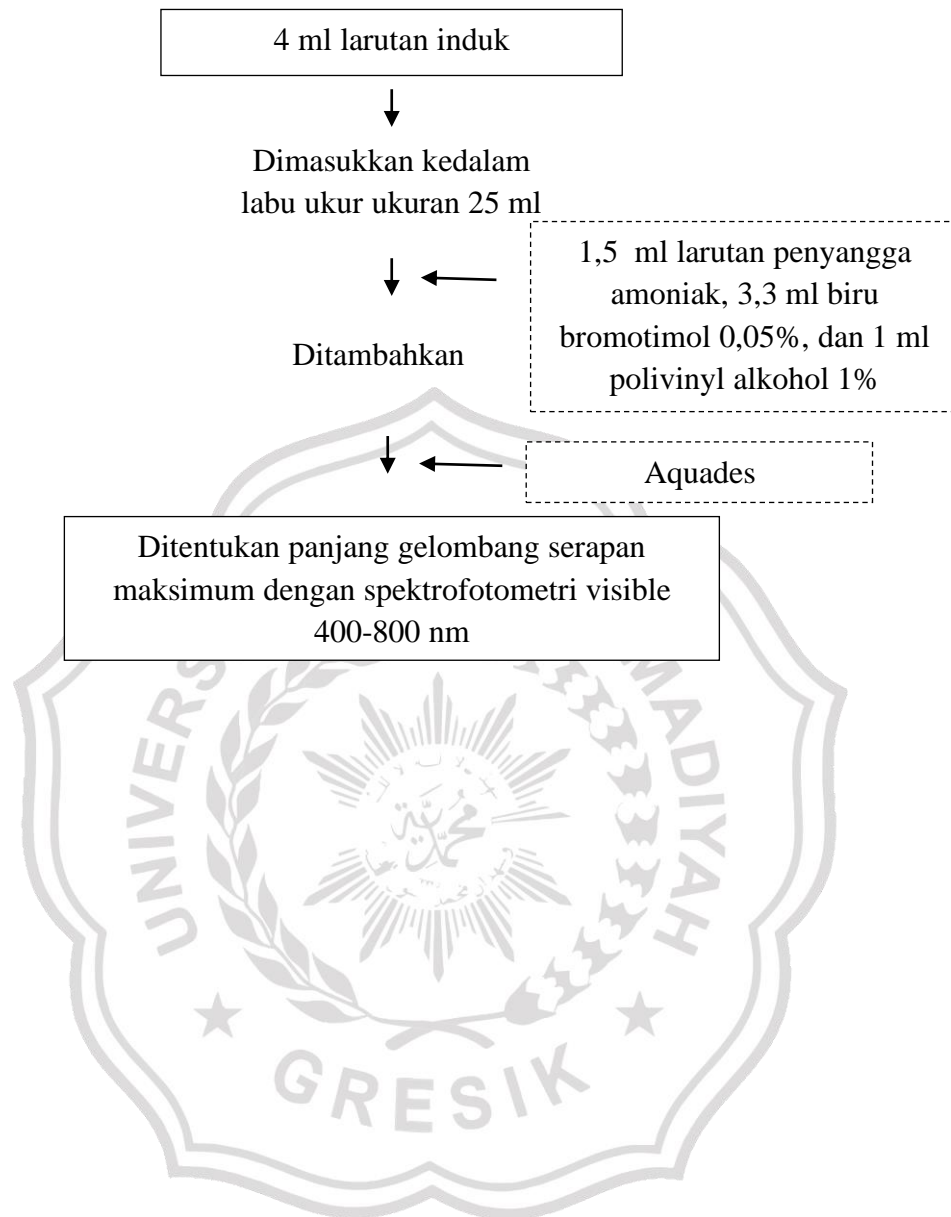 4 ml larutan induk
Dimasukkan kedalam
labu ukur ukuran 25 ml
1,5 ml larutan penyangga
amoniak, 3,3 ml biru
bromotimol 0,05%, dan 1 ml
polivinyl alkohol 1%
Ditambahkan
Aquades
Ditentukan panjang gelombang serapan
maksimum dengan spektrofotometri visible
400-800 nm
GRESIK